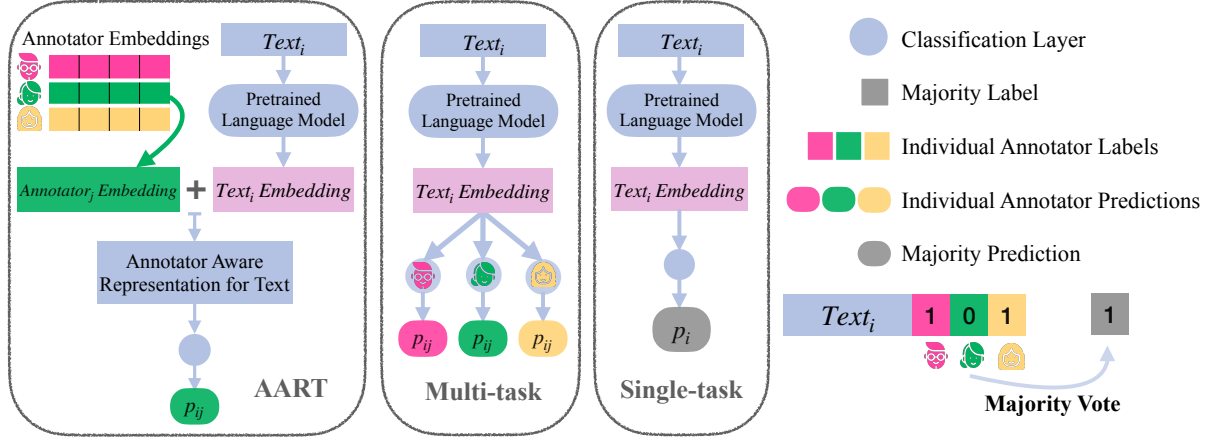 Annotator Embeddings
Text_i
Pretrained
Language Model
Annotator_j Embedding
+
Text_i Embedding
Annotator Aware
Representation for Text
p_ij
AART
Text_i
Pretrained
Language Model
Text_i Embedding
p_ij p_ij p_ij
Multi-task
Text_i
Pretrained
Language Model
Text_i Embedding
p_i
Single-task
Classification Layer
Majority Label
Individual Annotator Labels
Individual Annotator Predictions
Majority Prediction
Text_i 1 0 1 1
Majority Vote